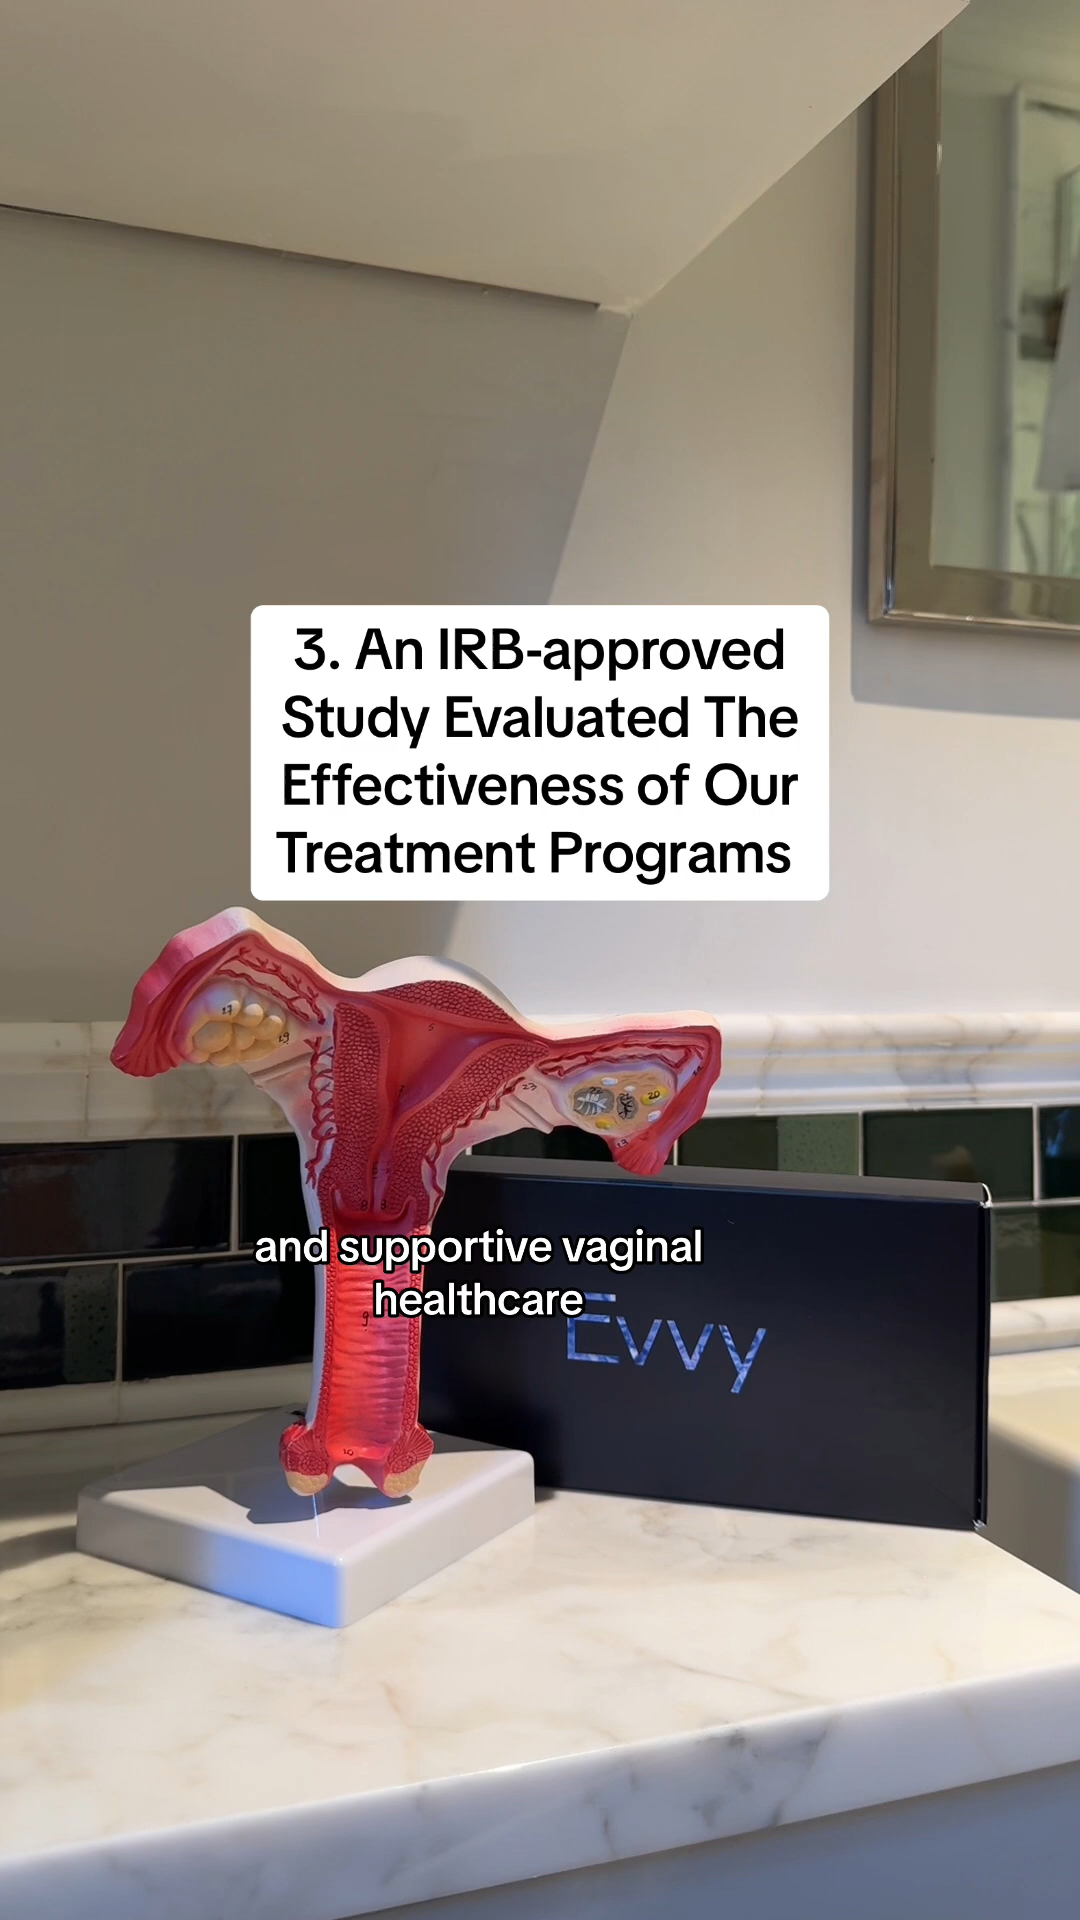 3. An IRB-approved
Study Evaluated The
Effectiveness of Our
Treatment Programs
and supportive vaginal
healthcare
Evvy